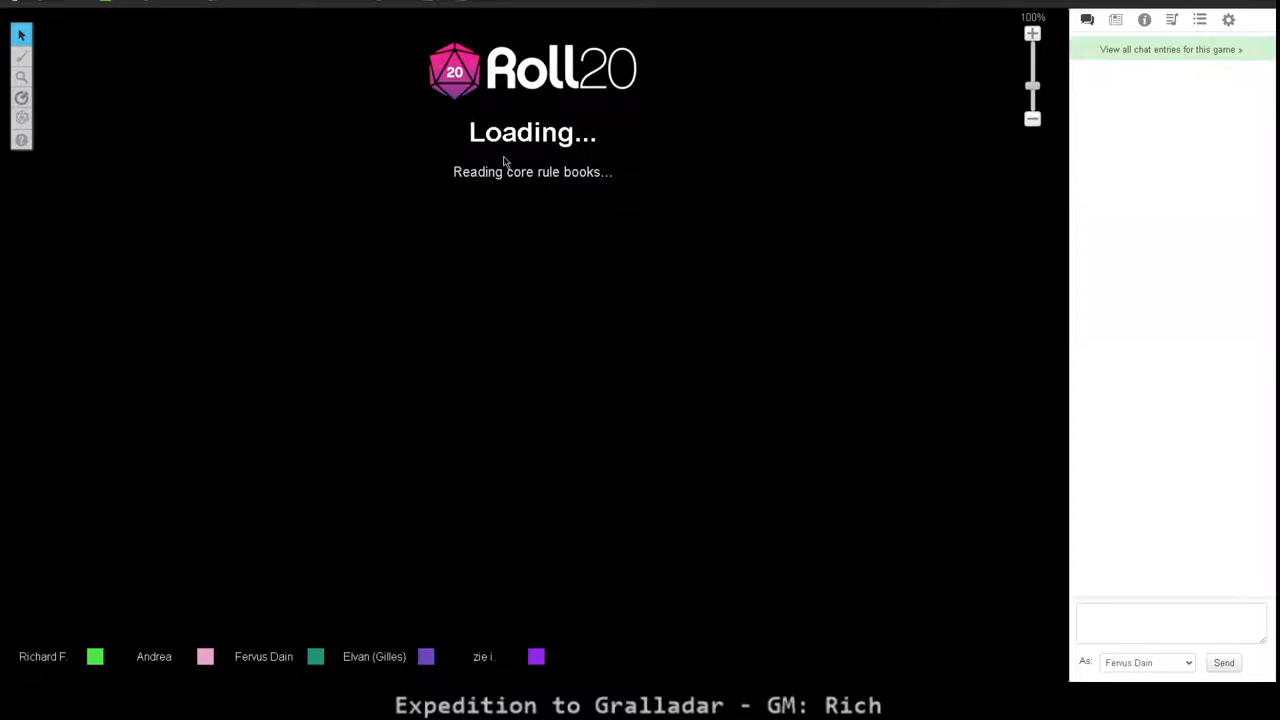 100%
20 Roll20
Loading...
Reading core rule books...
View all chat entries for this game »
Richard F.
Andrea
Fervus Dain
Elvan (Gilles)
zie i.
As:
Fervus Dain
Send
Expedition to Gralladar - GM: Rich